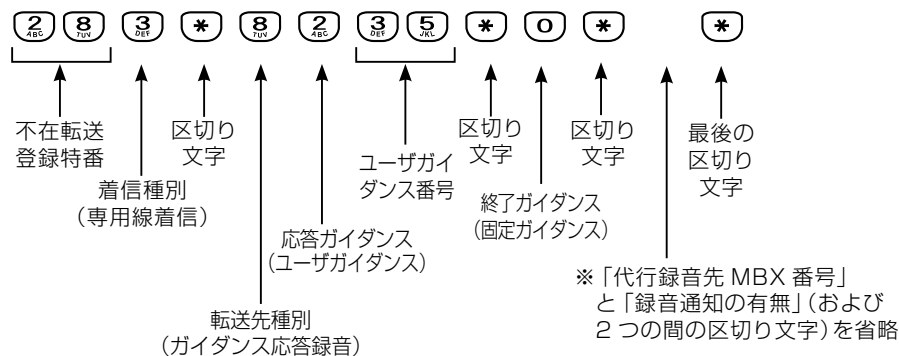 2 ABC 8 TUV 3 DEF * 8 TUV 2 ABC 3 DEF 5 JKL * 0 * *
不在転送
登録特番
着信種別
（専用線着信）
区切り
文字
転送先種別
（ガイダンス応答録音）
応答ガイダンス
（ユーザガイダンス）
ユーザガイ
ダンス番号
区切り
文字
終了ガイダンス
（固定ガイダンス）
区切り
文字
※「代行録音先 MBX 番号」
と「録音通知の有無」（および
2 つの間の区切り文字）を省略
最後の
区切り
文字